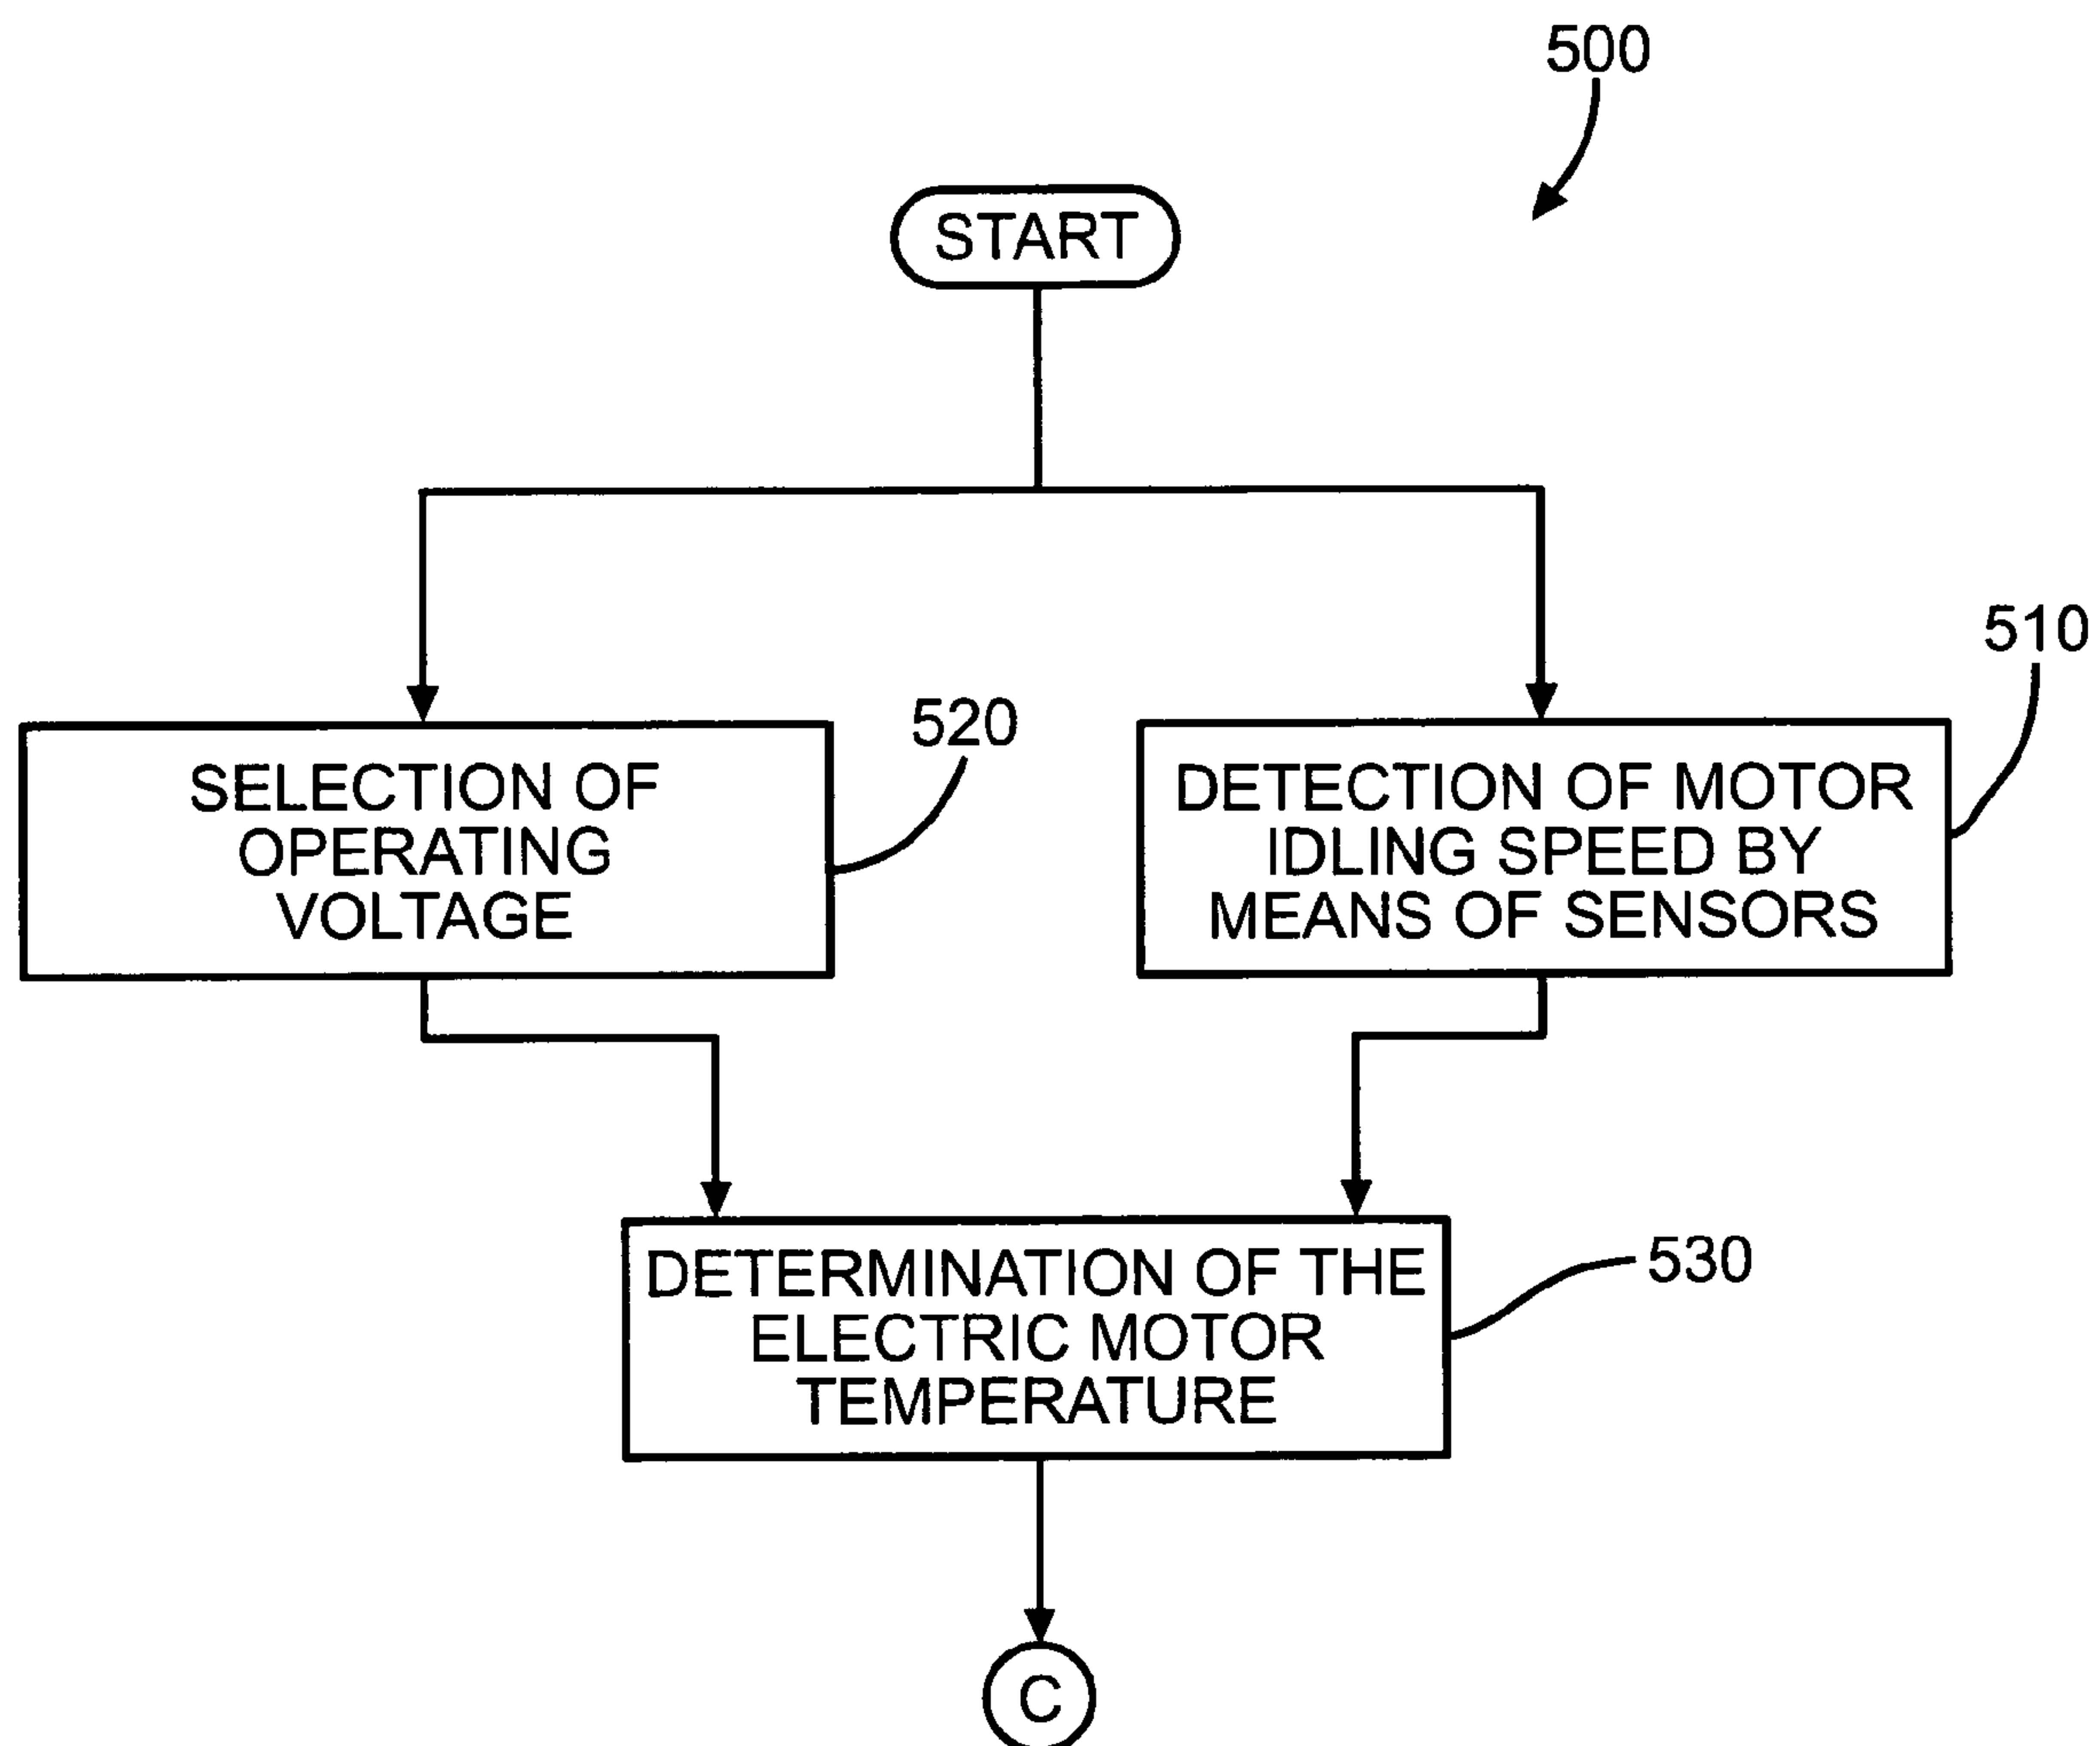 500
START
510
520
SELECTION OF
OPERATING
VOLTAGE
DETECTION OF MOTOR
IDLING SPEED BY
MEANS OF SENSORS
530
DETERMINATION OF THE
ELECTRIC MOTOR
TEMPERATURE
C